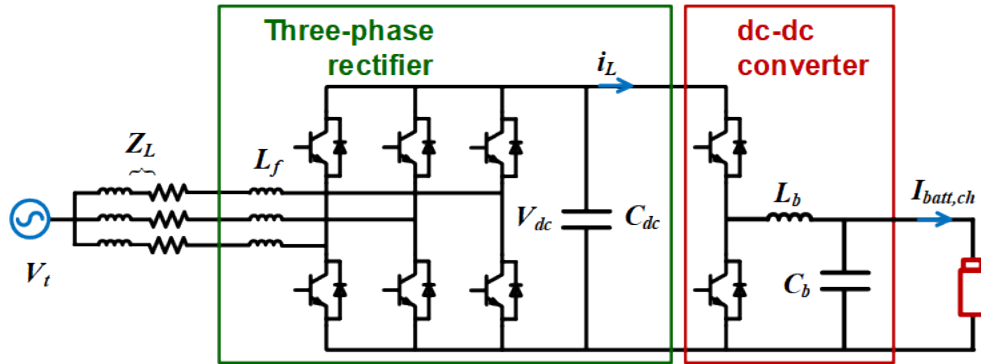 Three-phase
rectifier
dc-dc
converter
i_L
Z_L
L_f
V_t
V_dc
C_dc
L_b
I_batt,ch
C_b